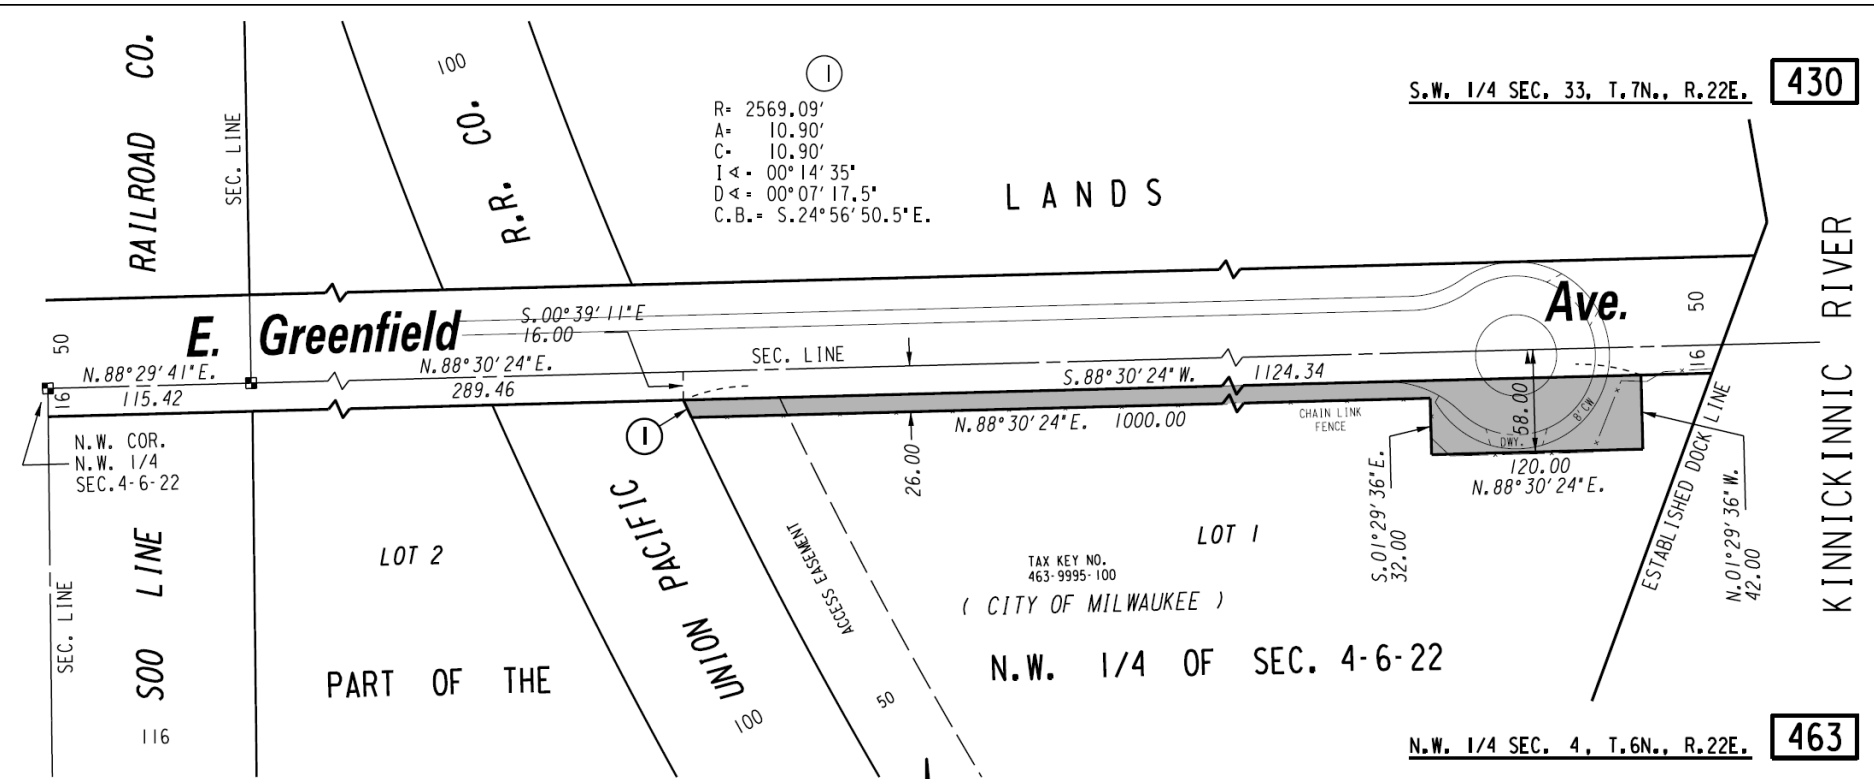 S.W. 1/4 SEC. 33, T.7N., R.22E.
430
RAILROAD CO.
SEC. LINE
100
R.R. CO.
1
R= 2569.09'
A= 10.90'
C= 10.90'
I∢= 00°14'35"
D∢= 00°07'17.5"
C.B.= S.24°56'50.5"E.
LANDS
KINNICKINNIC RIVER
50
E. Greenfield Ave.
50
S.00°39'11"E
16.00
SEC. LINE
16
N.88°29'41"E.
115.42
N.88°30'24"E.
289.46
S.88°30'24"W. 1124.34
16
N.W. COR.
N.W. 1/4
SEC.4-6-22
1
26.00
N.88°30'24"E. 1000.00
CHAIN LINK
FENCE
58.00
8'CW
DWY.
120.00
N.88°30'24"E.
S.01°29'36"E.
32.00
N.01°29'36"W.
42.00
ESTABLISHED DOCK LINE
SEC. LINE
SOO LINE
116
LOT 2
PART OF THE
UNION PACIFIC
100
ACCESS EASEMENT
50
LOT 1
TAX KEY NO.
463-9995-100
( CITY OF MILWAUKEE )
N.W. 1/4 OF SEC. 4-6-22
N.W. 1/4 SEC. 4, T.6N., R.22E.
463